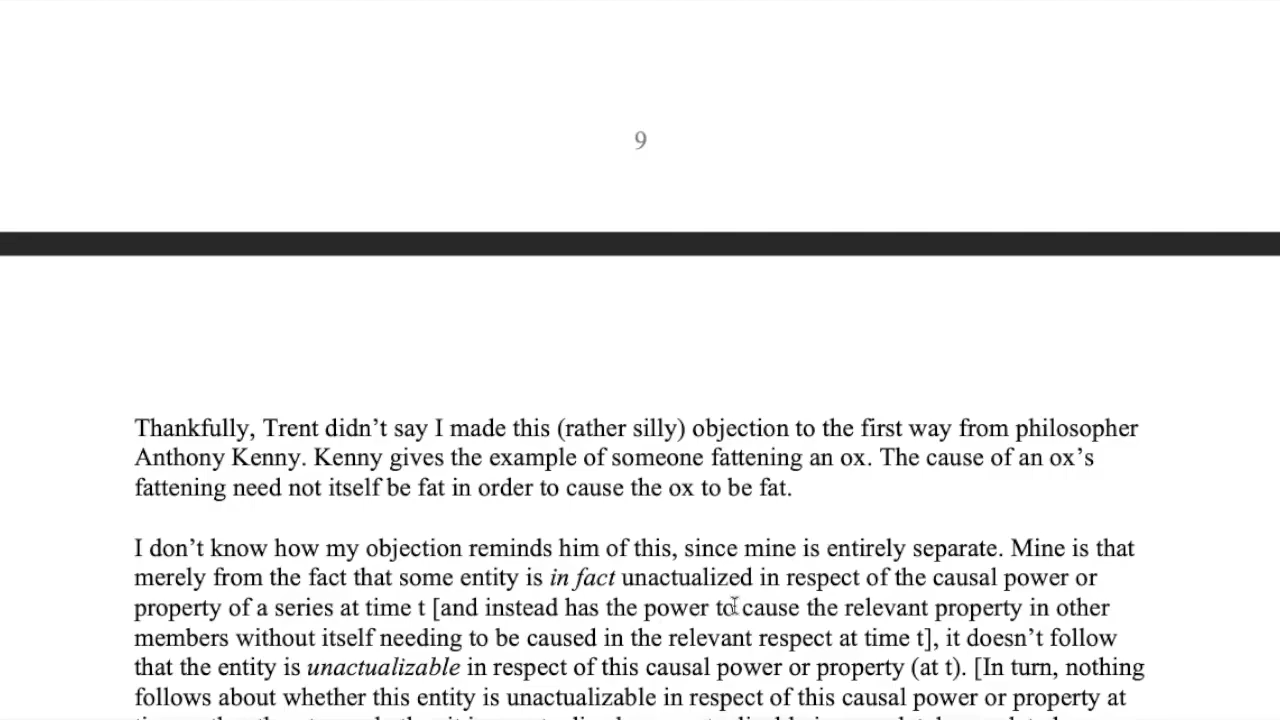 9
Thankfully, Trent didn’t say I made this (rather silly) objection to the first way from philosopher
Anthony Kenny. Kenny gives the example of someone fattening an ox. The cause of an ox’s
fattening need not itself be fat in order to cause the ox to be fat.
I don’t know how my objection reminds him of this, since mine is entirely separate. Mine is that
merely from the fact that some entity is in fact unactualized in respect of the causal power or
property of a series at time t [and instead has the power to cause the relevant property in other
members without itself needing to be caused in the relevant respect at time t], it doesn’t follow
that the entity is unactualizable in respect of this causal power or property (at t). [In turn, nothing
follows about whether this entity is unactualizable in respect of this causal power or property at